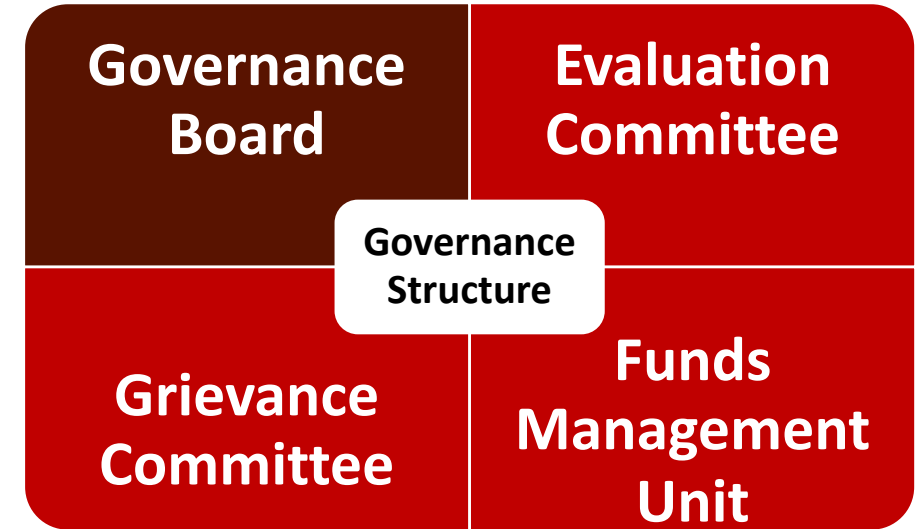 Governance
Board
Evaluation
Committee
Governance
Structure
Grievance
Committee
Funds
Management
Unit